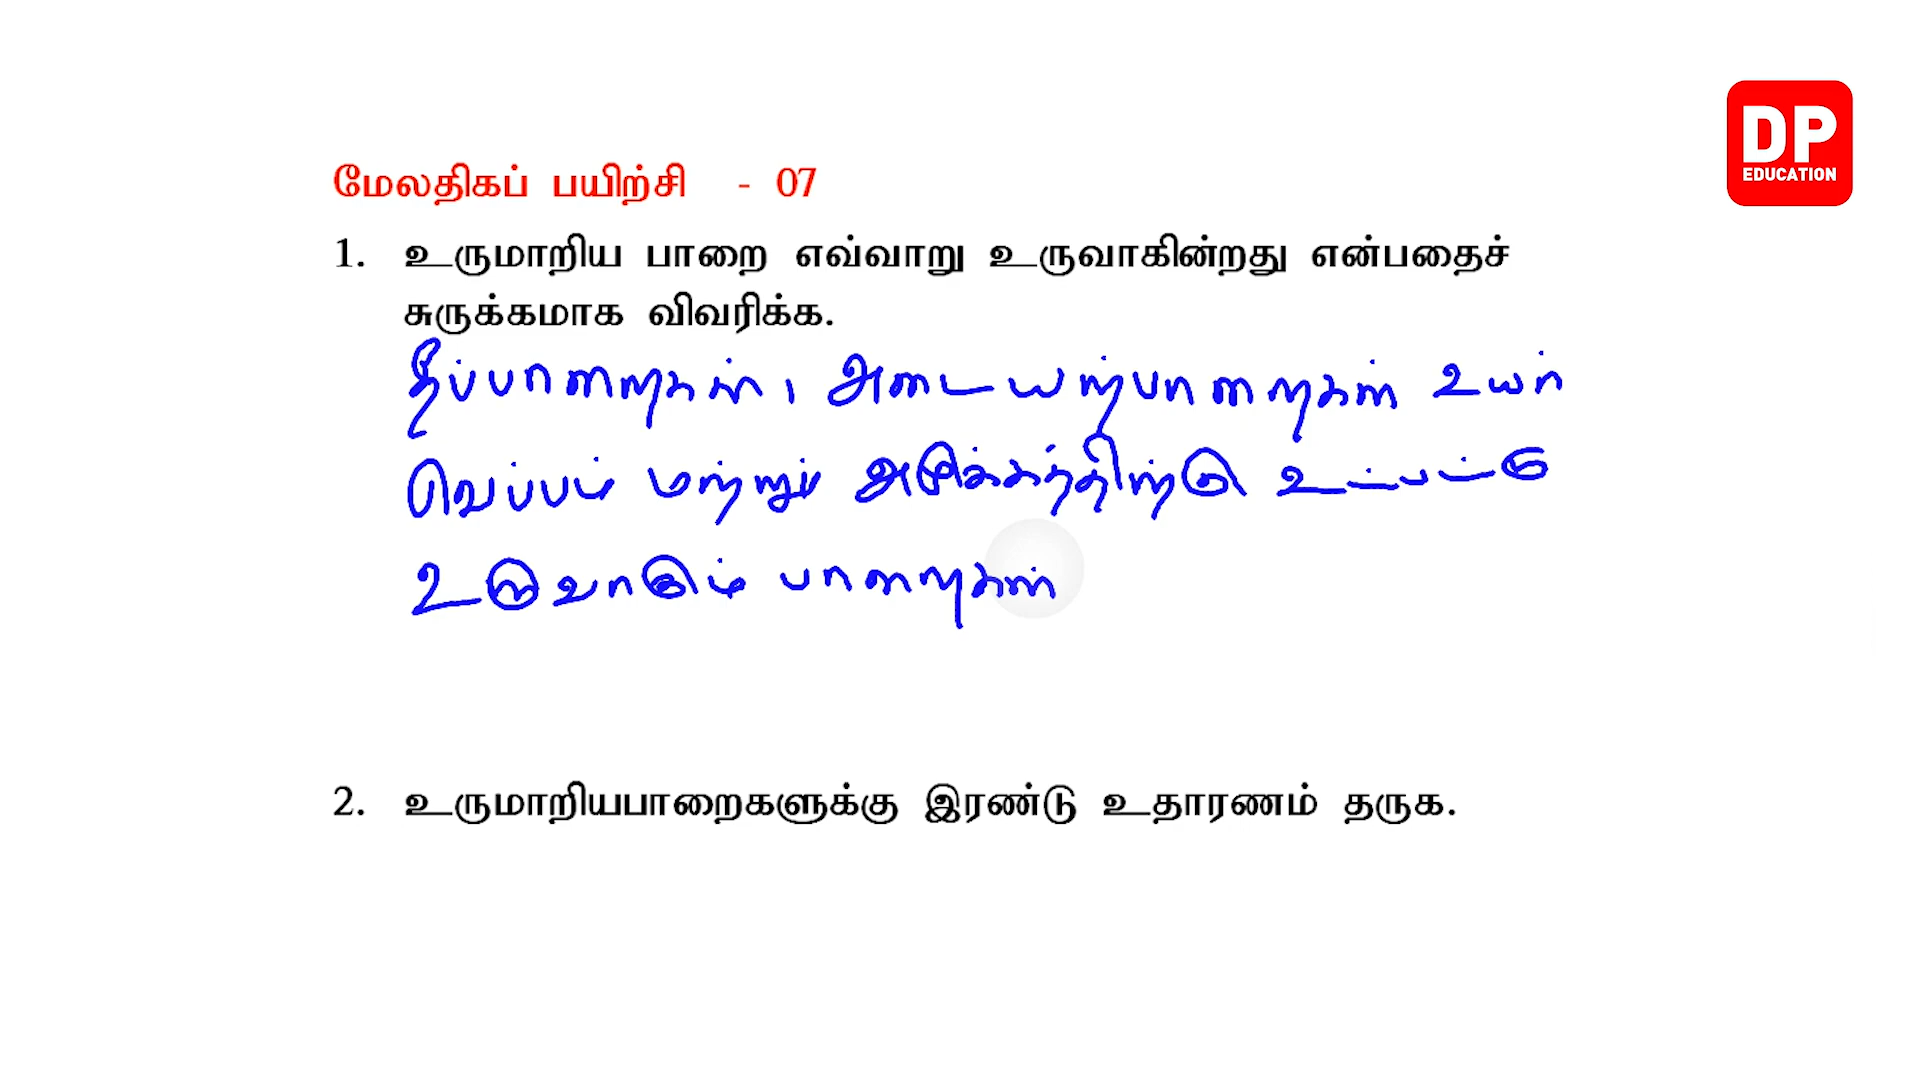 DP
EDUCATION
மேலதிகப் பயிற்சி - 07
1. உருமாறிய பாறை எவ்வாறு உருவாகின்றது என்பதைச்
சுருக்கமாக விவரிக்க.
தீப்பாறைகள், அடையற்பாறைகள் உயர்
வெப்பம் மற்றும் அமுக்கத்திற்கு உட்பட்டு
உருவாகும் பாறைகள்
2. உருமாறியபாறைகளுக்கு இரண்டு உதாரணம் தருக.